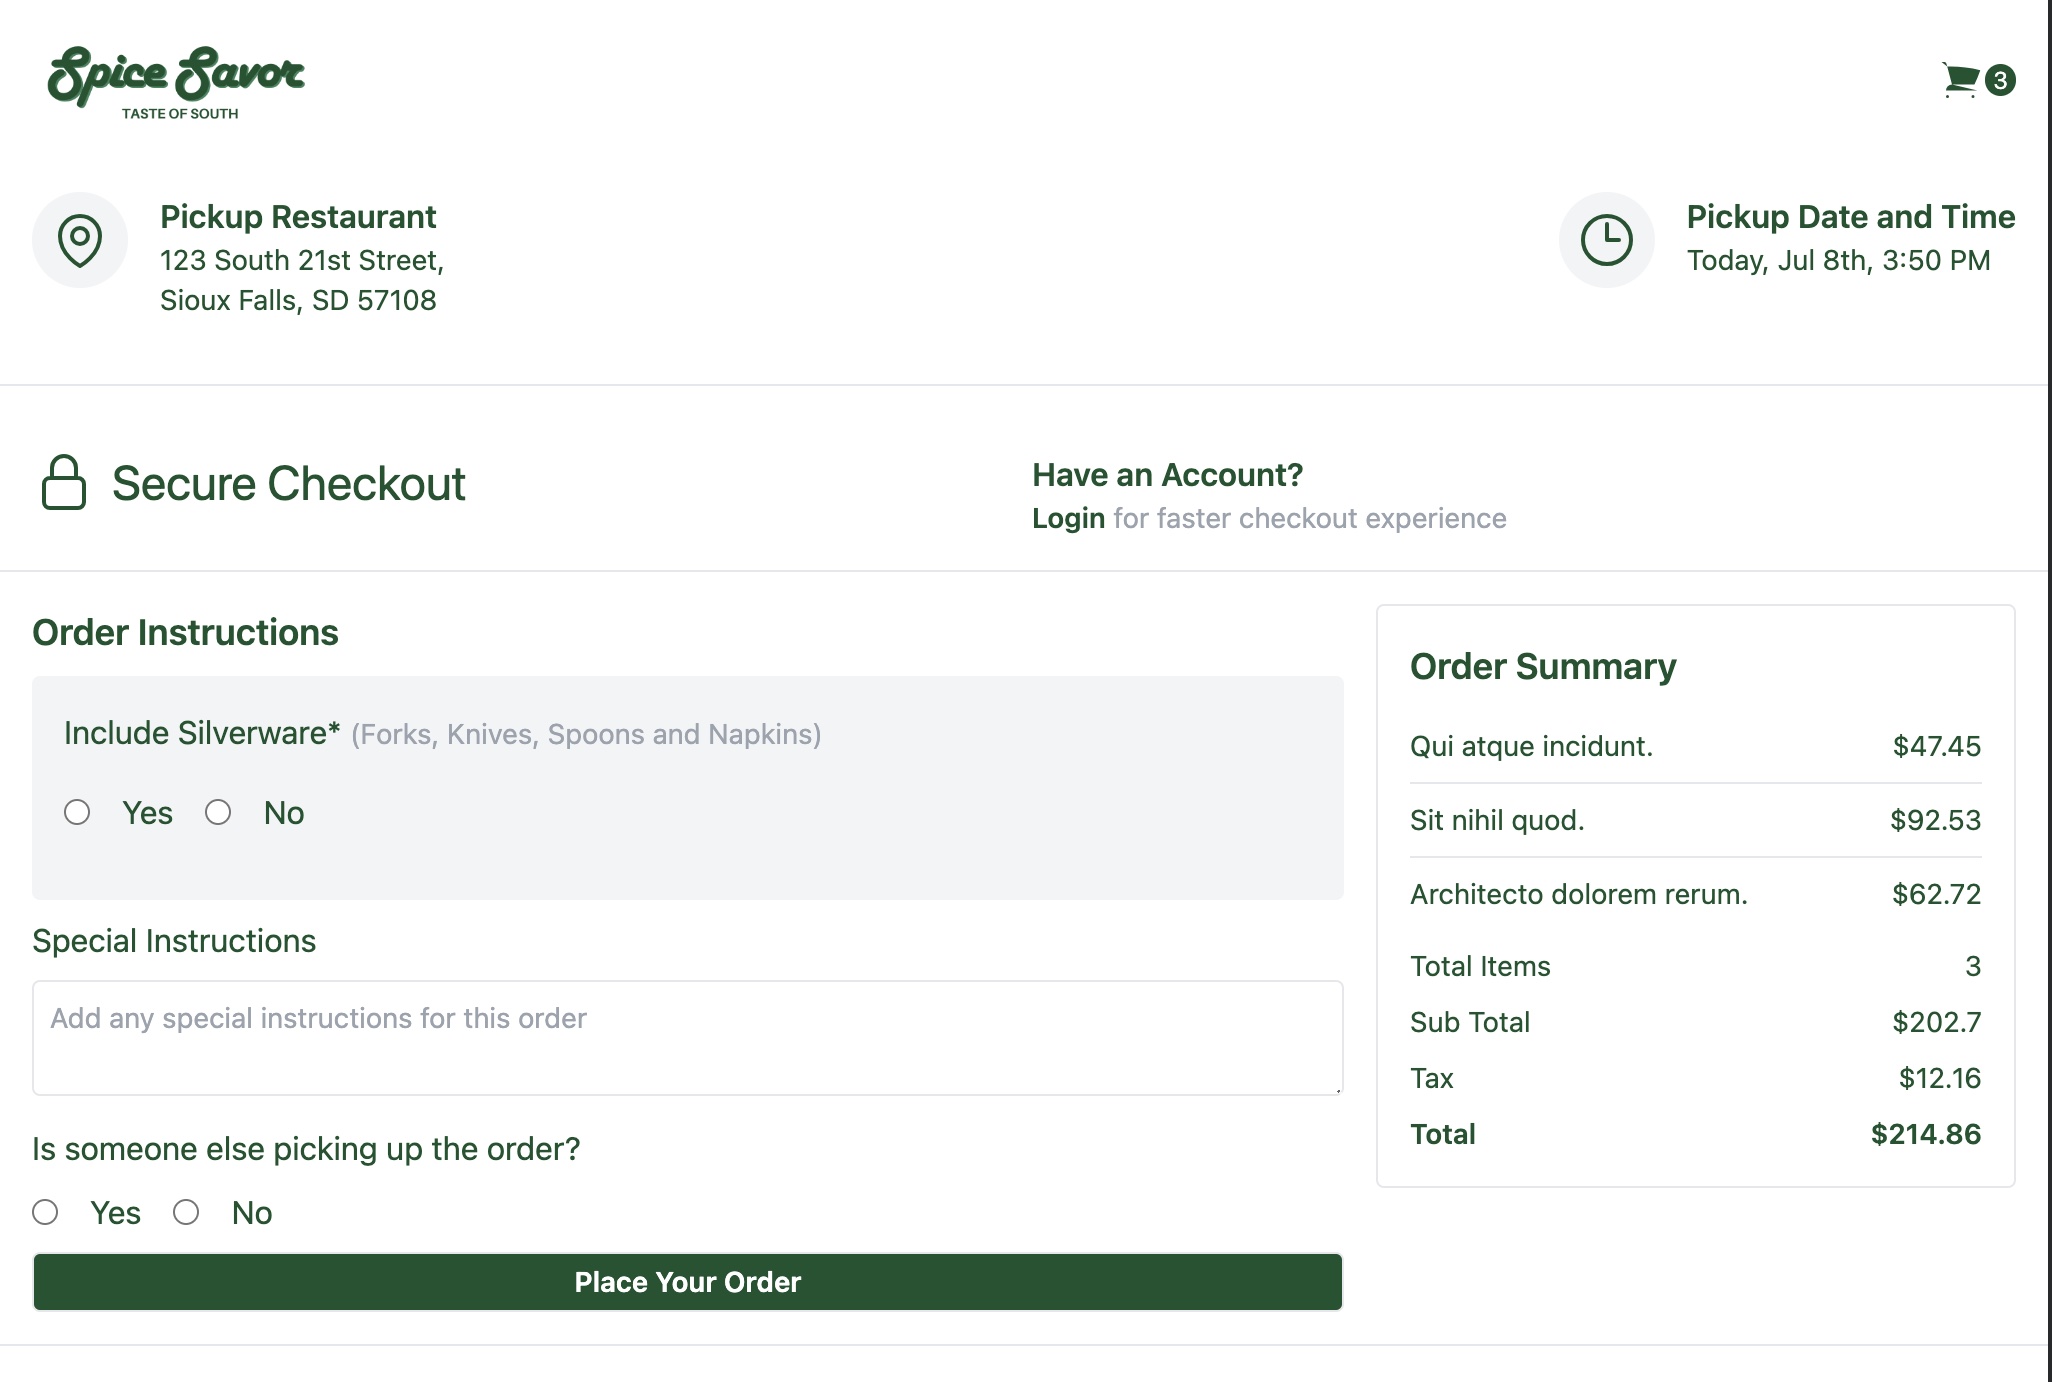 Spice Savor
TASTE OF SOUTH
3
Pickup Restaurant
123 South 21st Street,
Sioux Falls, SD 57108
Pickup Date and Time
Today, Jul 8th, 3:50 PM
Secure Checkout
Have an Account?
Login for faster checkout experience
Order Instructions
Include Silverware* (Forks, Knives, Spoons and Napkins)
Yes No
Special Instructions
Add any special instructions for this order
Is someone else picking up the order?
Yes No
Place Your Order
Order Summary
Qui atque incidunt. $47.45
Sit nihil quod. $92.53
Architecto dolorem rerum. $62.72
Total Items 3
Sub Total $202.7
Tax $12.16
Total $214.86